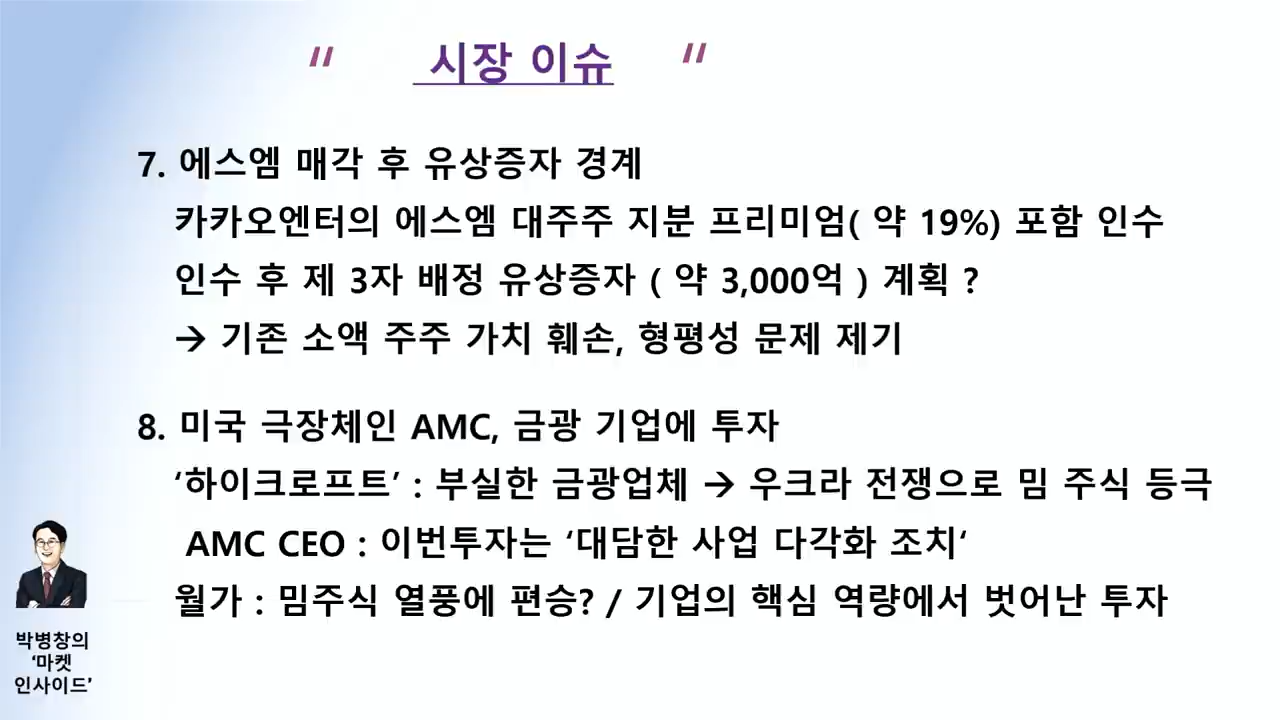 " 시장 이슈 "
7. 에스엠 매각 후 유상증자 경계
카카오엔터의 에스엠 대주주 지분 프리미엄( 약 19%) 포함 인수
인수 후 제 3자 배정 유상증자 ( 약 3,000억 ) 계획 ?
→ 기존 소액 주주 가치 훼손, 형평성 문제 제기
8. 미국 극장체인 AMC, 금광 기업에 투자
‘하이크로프트’ : 부실한 금광업체 → 우크라 전쟁으로 밈 주식 등극
AMC CEO : 이번투자는 ‘대담한 사업 다각화 조치‘
월가 : 밈주식 열풍에 편승? / 기업의 핵심 역량에서 벗어난 투자
박병창의
‘마켓
인사이드’